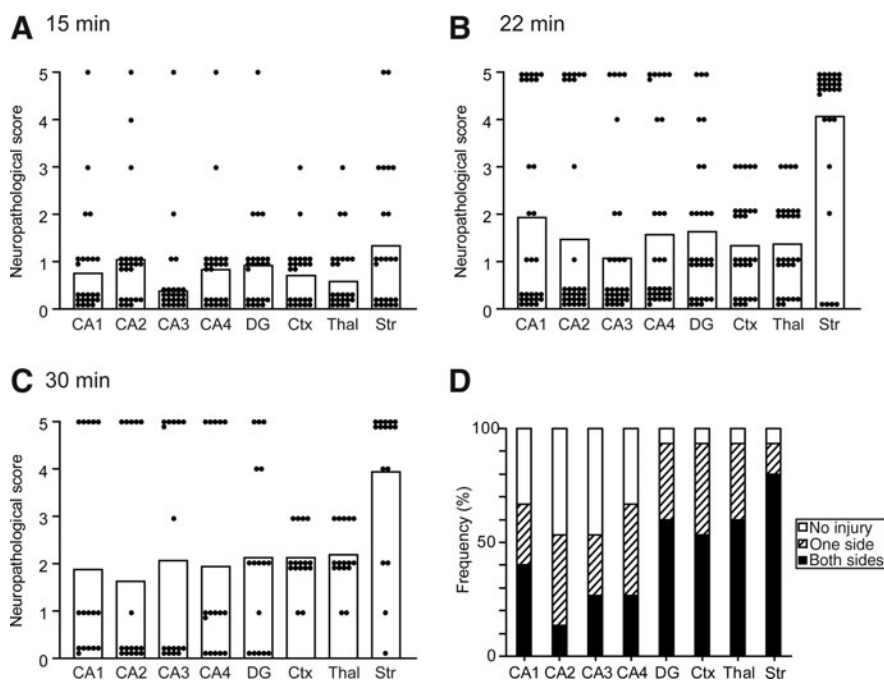 A 15 min
Neuropathological score
5
4
3
2
1
0
CA1 CA2 CA3 CA4 DG Ctx Thal Str
B 22 min
Neuropathological score
5
4
3
2
1
0
CA1 CA2 CA3 CA4 DG Ctx Thal Str
C 30 min
Neuropathological score
5
4
3
2
1
0
CA1 CA2 CA3 CA4 DG Ctx Thal Str
D
Frequency (%)
100
50
0
CA1 CA2 CA3 CA4 DG Ctx Thal Str
No injury
One side
Both sides